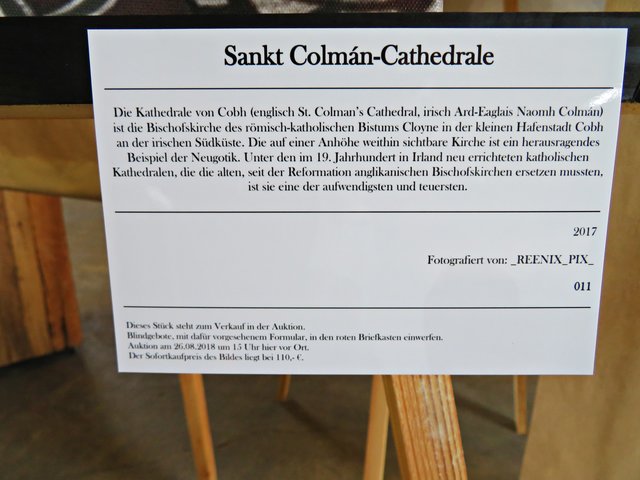 Sankt Colmán-Cathedrale
Die Kathedrale von Cobh (englisch St. Colman's Cathedral, irisch Ard-Eaglais Naomh Colmán)
ist die Bischofskirche des römisch-katholischen Bistums Cloyne in der kleinen Hafenstadt Cobh
an der irischen Südküste. Die auf einer Anhöhe weithin sichtbare Kirche ist ein herausragendes
Beispiel der Neugotik. Unter den im 19. Jahrhundert in Irland neu errichteten katholischen
Kathedralen, die die alten, seit der Reformation anglikanischen Bischofskirchen ersetzen mussten,
ist sie eine der aufwendigsten und teuersten.
2017
Fotografiert von: _REENIX_PIX_
011
Dieses Stück steht zum Verkauf in der Auktion.
Blindgebote, mit dafür vorgesehenem Formular, in den roten Briefkasten einwerfen.
Auktion am 26.08.2018 um 15 Uhr hier vor Ort.
Der Sofortkaufpreis des Bildes liegt bei 110,- €.